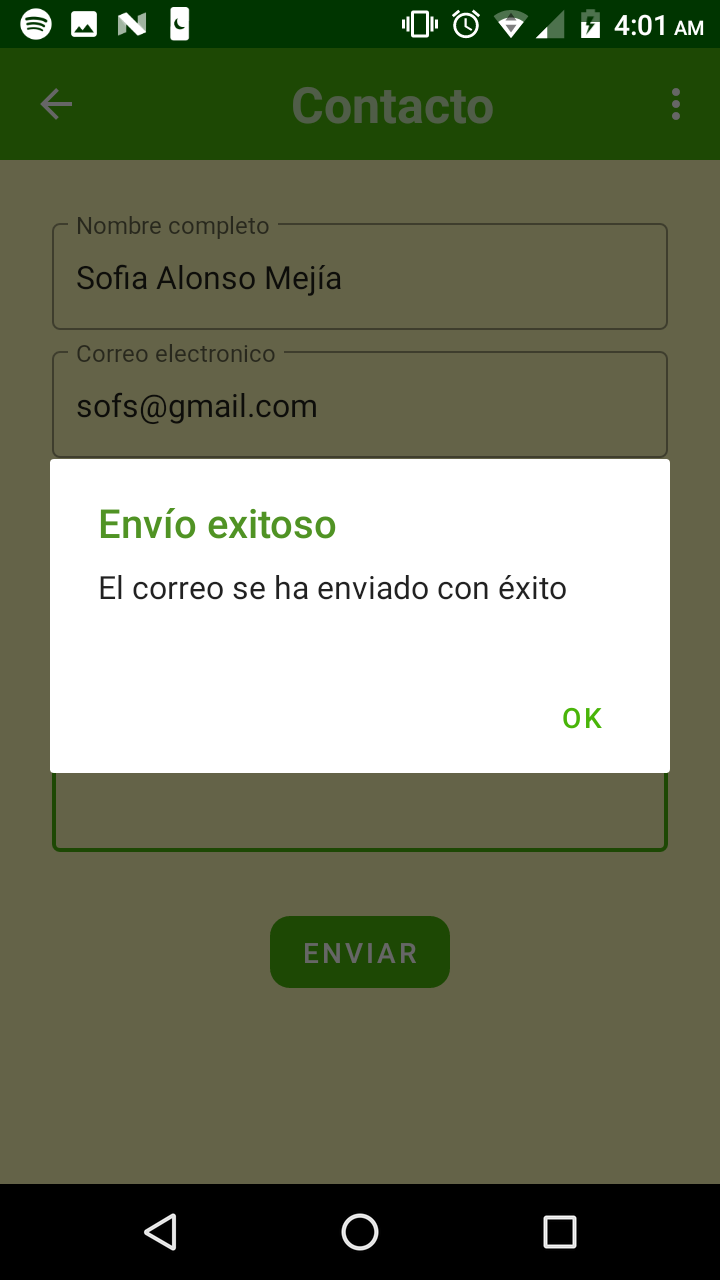 4:01 AM
Contacto
Nombre completo
Sofia Alonso Mejía
Correo electronico
sofs@gmail.com
Envío exitoso
El correo se ha enviado con éxito
OK
ENVIAR